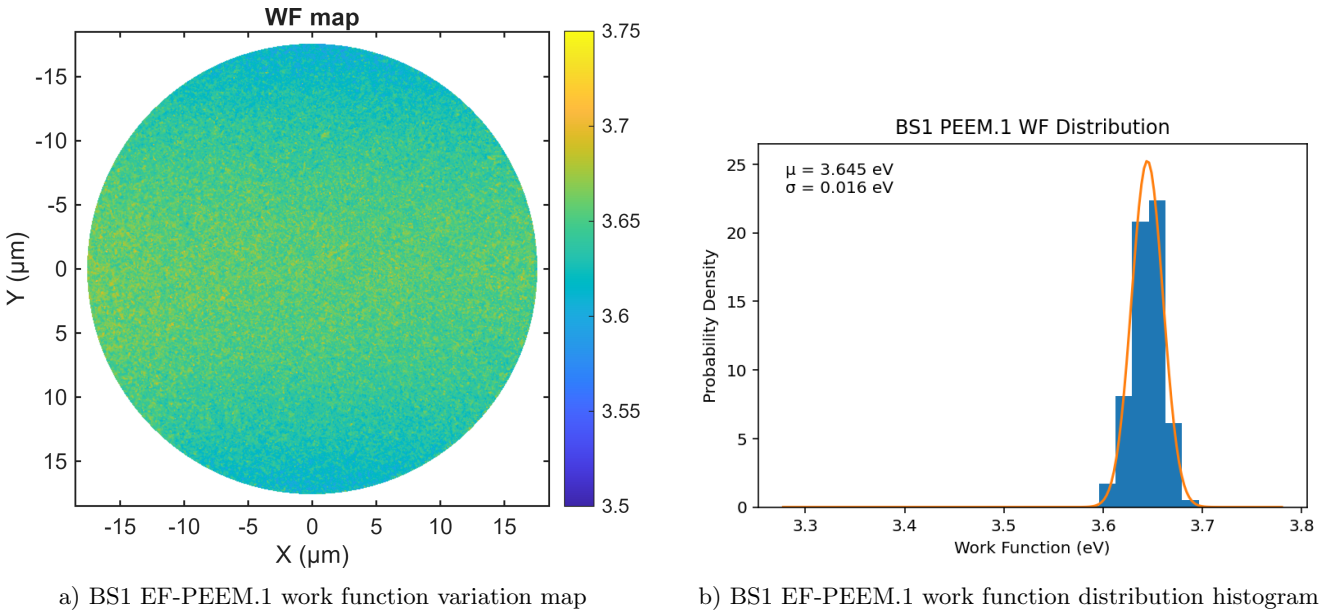 WF map
-15
-10
-5
0
5
10
15
Y (μm)
-15 -10 -5 0 5 10 15
X (μm)
3.75
3.7
3.65
3.6
3.55
3.5
a) BS1 EF-PEEM.1 work function variation map
BS1 PEEM.1 WF Distribution
μ = 3.645 eV
σ = 0.016 eV
25
20
15
10
5
0
Probability Density
3.3 3.4 3.5 3.6 3.7 3.8
Work Function (eV)
b) BS1 EF-PEEM.1 work function distribution histogram